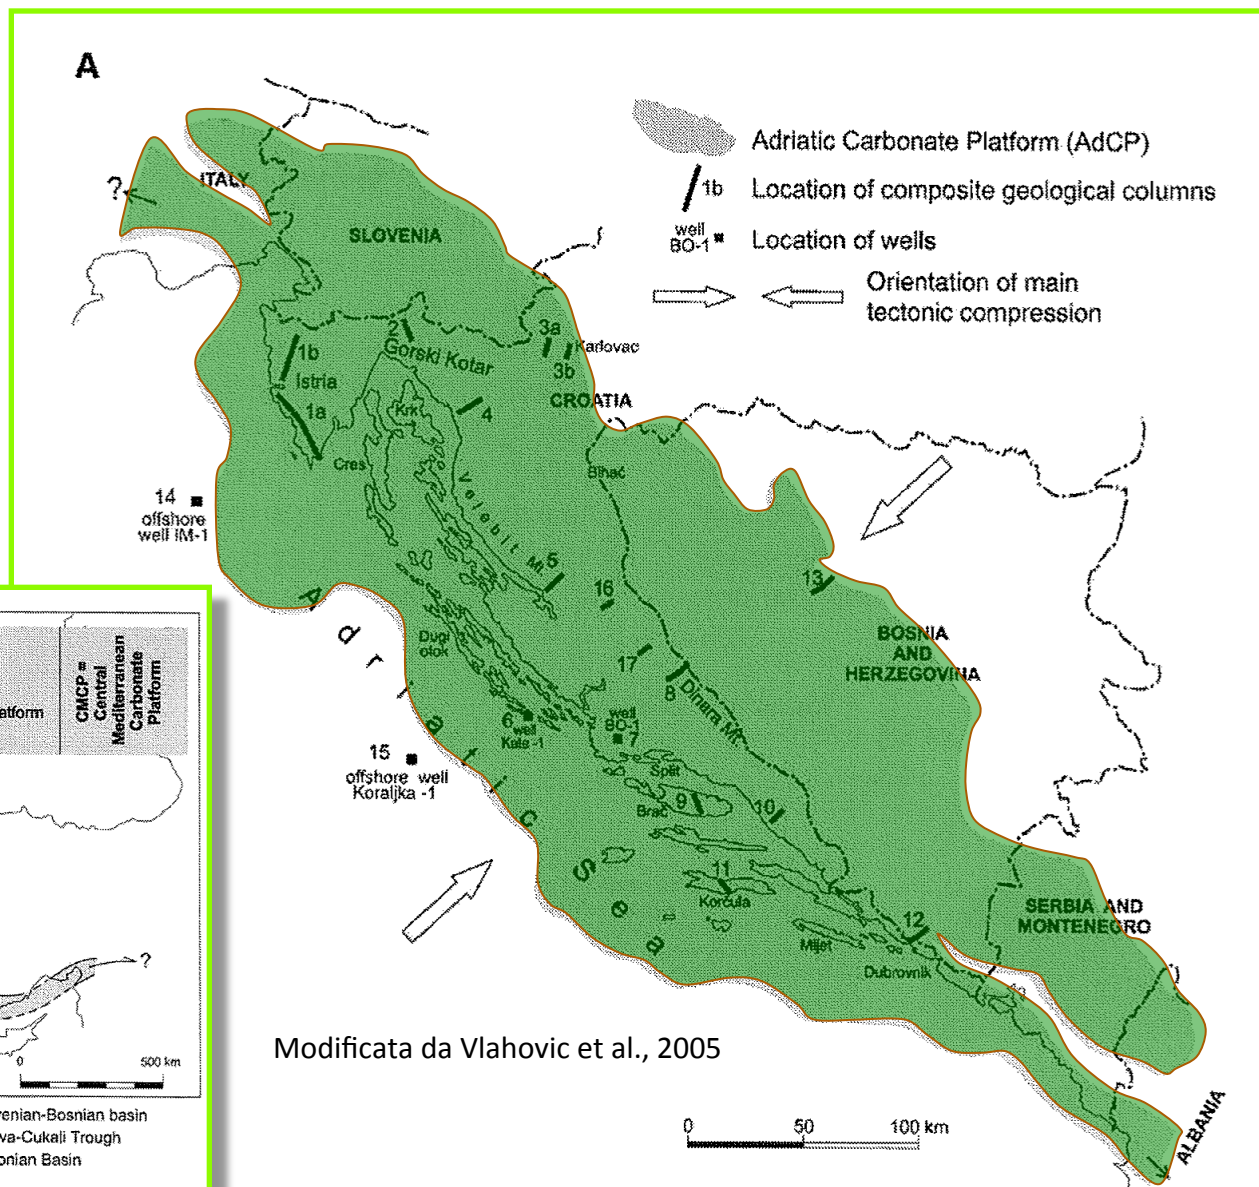 A
Adriatic Carbonate Platform (AdCP)
1b Location of composite geological columns
well
BO-1 Location of wells
Orientation of main
tectonic compression
?
ITALY
SLOVENIA
2
Gorski Kotar
3a
Karlovac
3b
1b
Istria
1a
CROATIA
Krk
4
Cres
Bihać
Velebit Mt.
14
offshore
well IM-1
5
16
13
Adriatic Sea
Dugi
otok
17
8
Dinara Mt.
BOSNIA
AND
HERZEGOVINA
6
well
Kate-1
well
BO-1
7
15
offshore well
Koraljka -1
Split
Brač
9
10
11
Korčula
Mljet
12
Dubrovnik
SERBIA AND
MONTENEGRO
ALBANIA
Modificata da Vlahovic et al., 2005
0 50 100 km
atform
CMCP =
Central
Mediterranean
Carbonate
Platform
?
0 500 km
enian-Bosnian basin
va-Cukali Trough
onian Basin